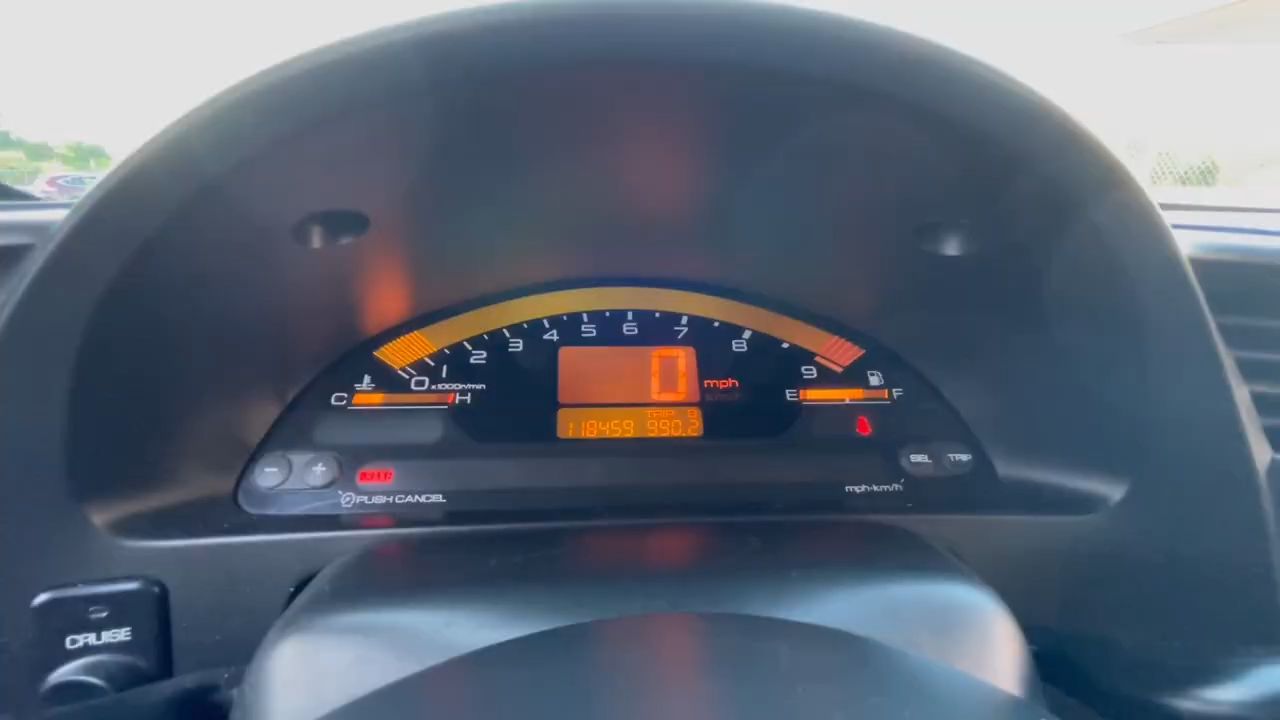 0 1 2 3 4 5 6 7 8 9
x1000r/min
C H
0 mph
E F
TRIP B
118459 990.2
- +
SEL TRIP
PUSH CANCEL
mph-km/h
CRUISE